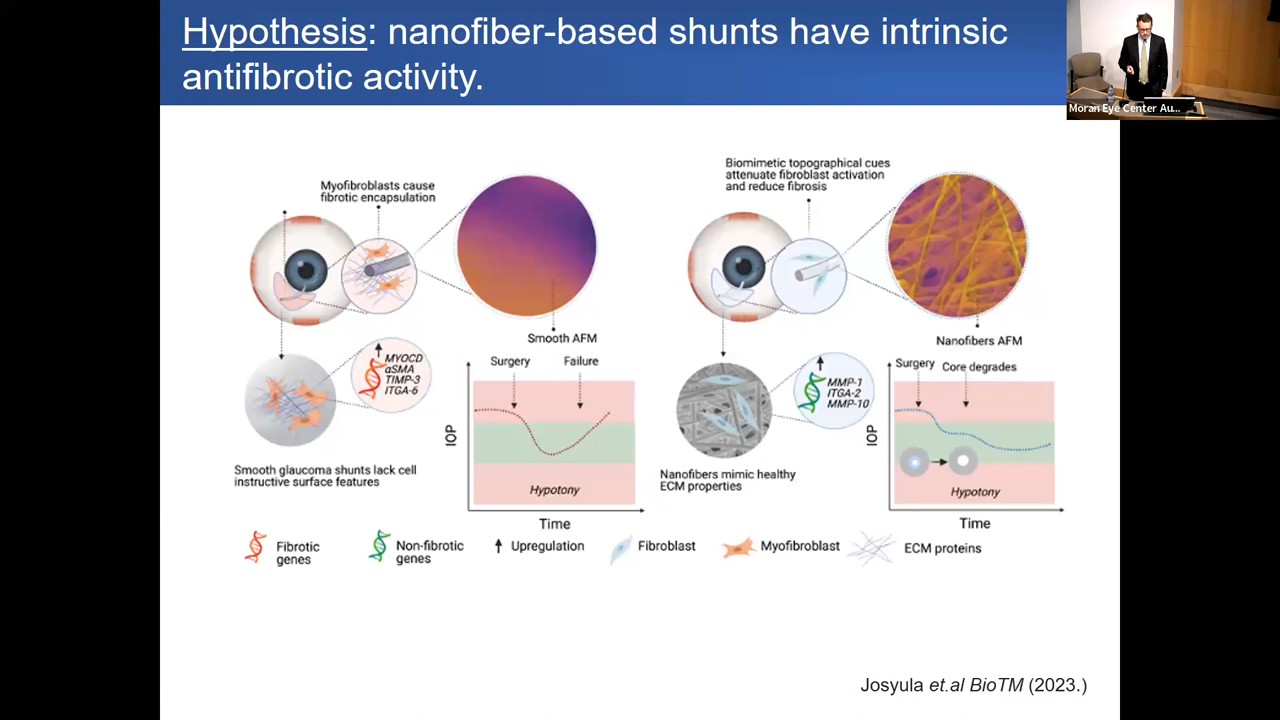 Hypothesis: nanofiber-based shunts have intrinsic
antifibrotic activity.
Moran Eye Center Au...
Myofibroblasts cause
fibrotic encapsulation
Smooth AFM
MYOCD
αSMA
TIMP-3
ITGA-6
Smooth glaucoma shunts lack cell
instructive surface features
Surgery
Failure
IOP
Hypotony
Time
Biomimetic topographical cues
attenuate fibroblast activation
and reduce fibrosis
Nanofibers AFM
MMP-1
ITGA-2
MMP-10
Nanofibers mimic healthy
ECM properties
Surgery
Core degrades
IOP
Hypotony
Time
Fibrotic
genes
Non-fibrotic
genes
Upregulation
Fibroblast
Myofibroblast
ECM proteins
Josyula et.al BioTM (2023.)